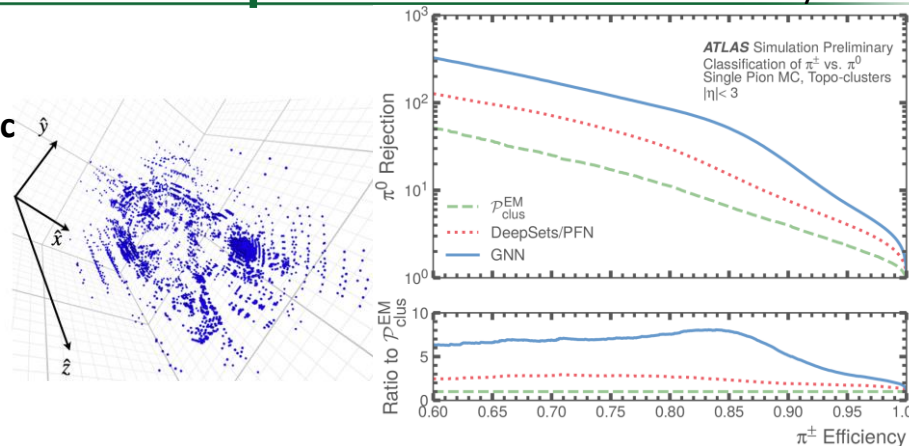 c
ŷ
x̂
ẑ
10³
10²
10¹
10⁰
π⁰ Rejection
ATLAS Simulation Preliminary
Classification of π± vs. π⁰
Single Pion MC, Topo-clusters
|η|< 3
𝒫ᴱᴹclus
DeepSets/PFN
GNN
10
5
0
Ratio to 𝒫ᴱᴹclus
0.60 0.65 0.70 0.75 0.80 0.85 0.90 0.95 1.0
π± Efficiency